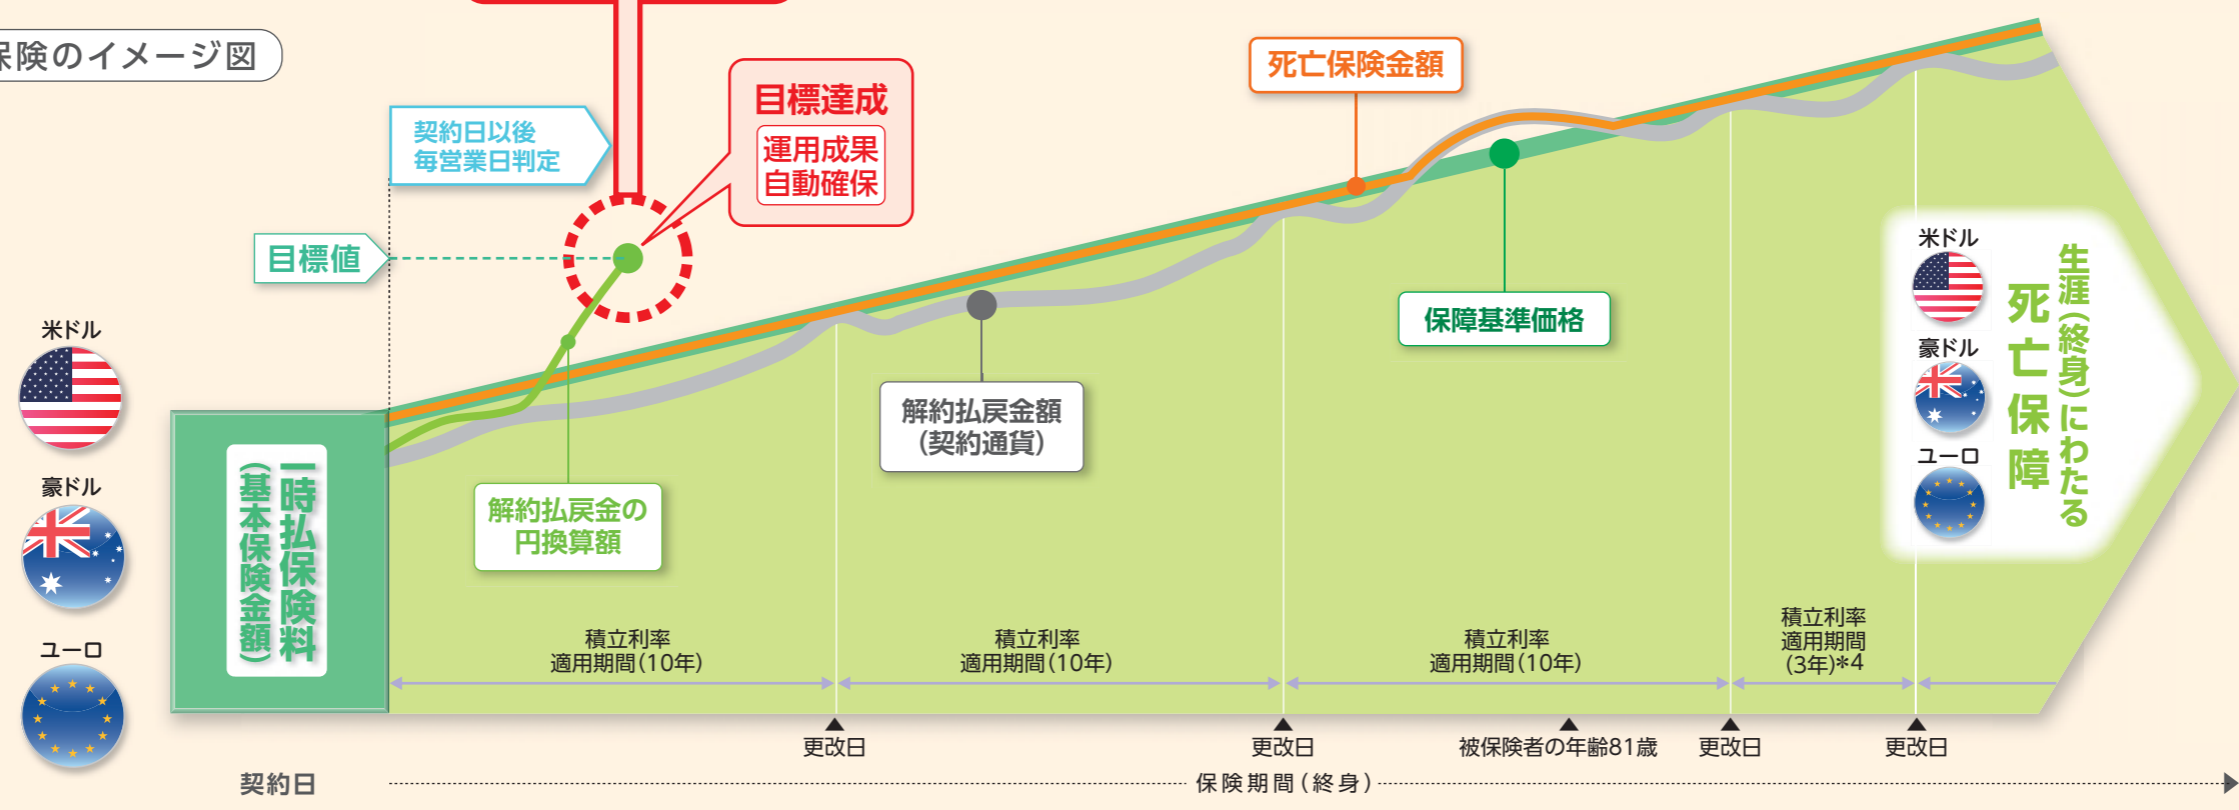 保険のイメージ図
契約日以後
毎営業日判定
目標達成
運用成果
自動確保
死亡保険金額
目標値
保障基準価格
解約払戻金額
(契約通貨)
解約払戻金の
円換算額
米ドル
豪ドル
ユーロ
一時払保険料
(基本保険金額)
米ドル
豪ドル
ユーロ
生涯(終身)にわたる
死亡保障
積立利率
適用期間(10年)
積立利率
適用期間(10年)
積立利率
適用期間(10年)
積立利率
適用期間
(3年)*4
更改日
更改日
被保険者の年齢81歳
更改日
更改日
契約日
保険期間(終身)